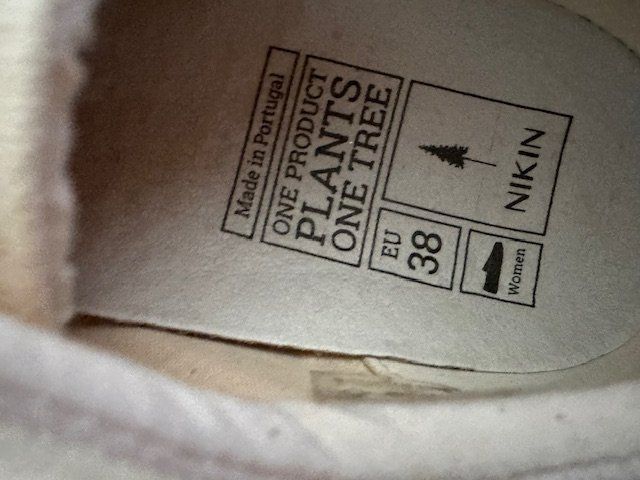 Made in Portugal
ONE PRODUCT
PLANTS
ONE TREE
NIKIN
EU
38
Women